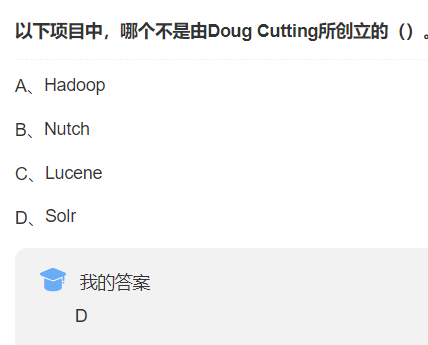 以下项目中，哪个不是由Doug Cutting所创立的（）。
A、Hadoop
B、Nutch
C、Lucene
D、Solr
我的答案
D